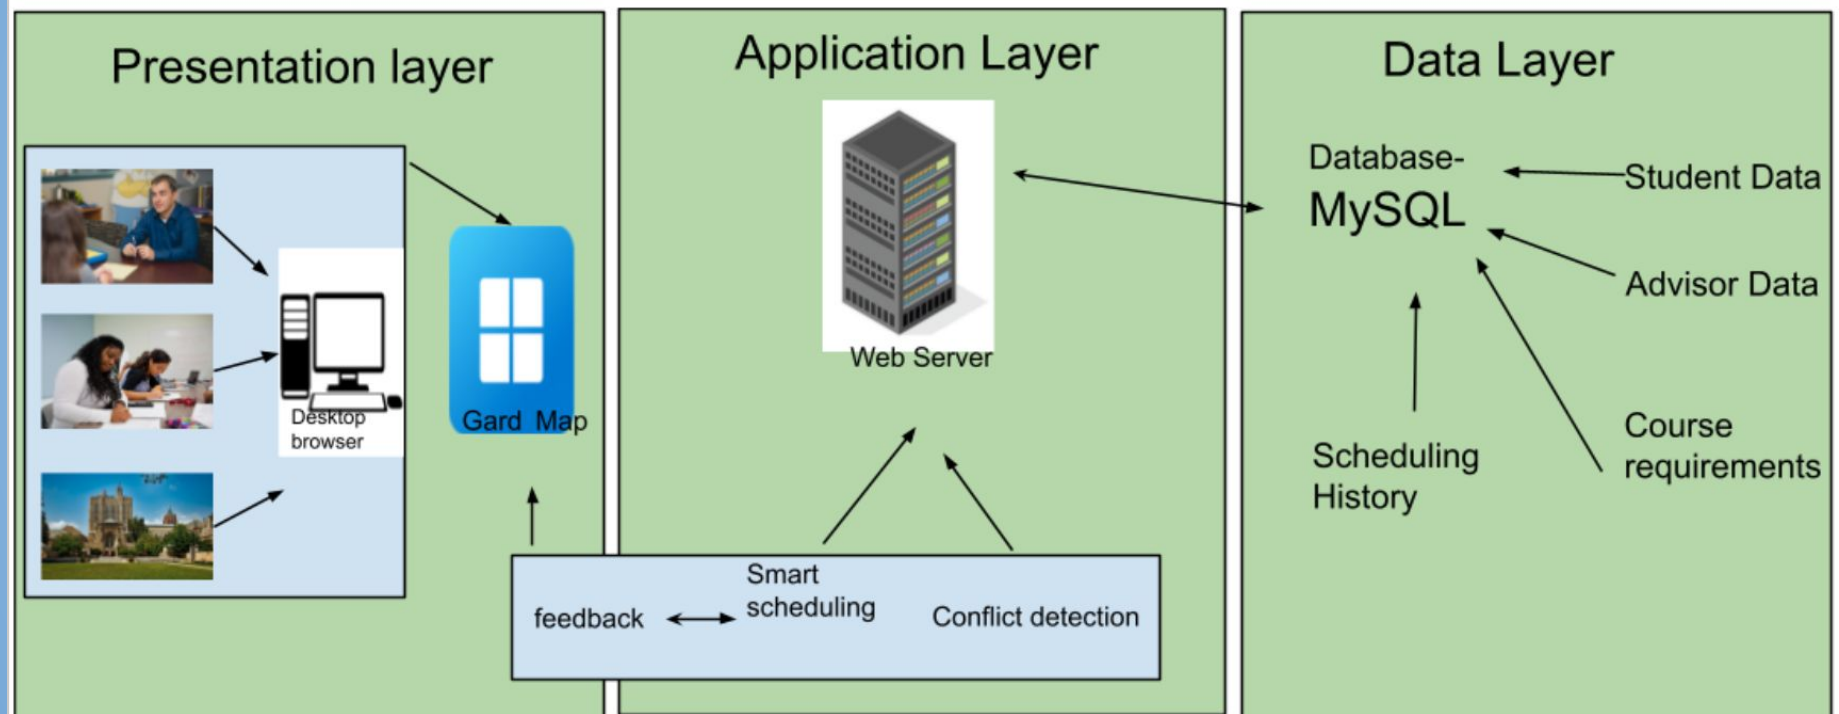 Presentation layer
Desktop
browser
Gard Map
Application Layer
Web Server
feedback
Smart
scheduling
Conflict detection
Data Layer
Database-
MySQL
Student Data
Advisor Data
Scheduling
History
Course
requirements